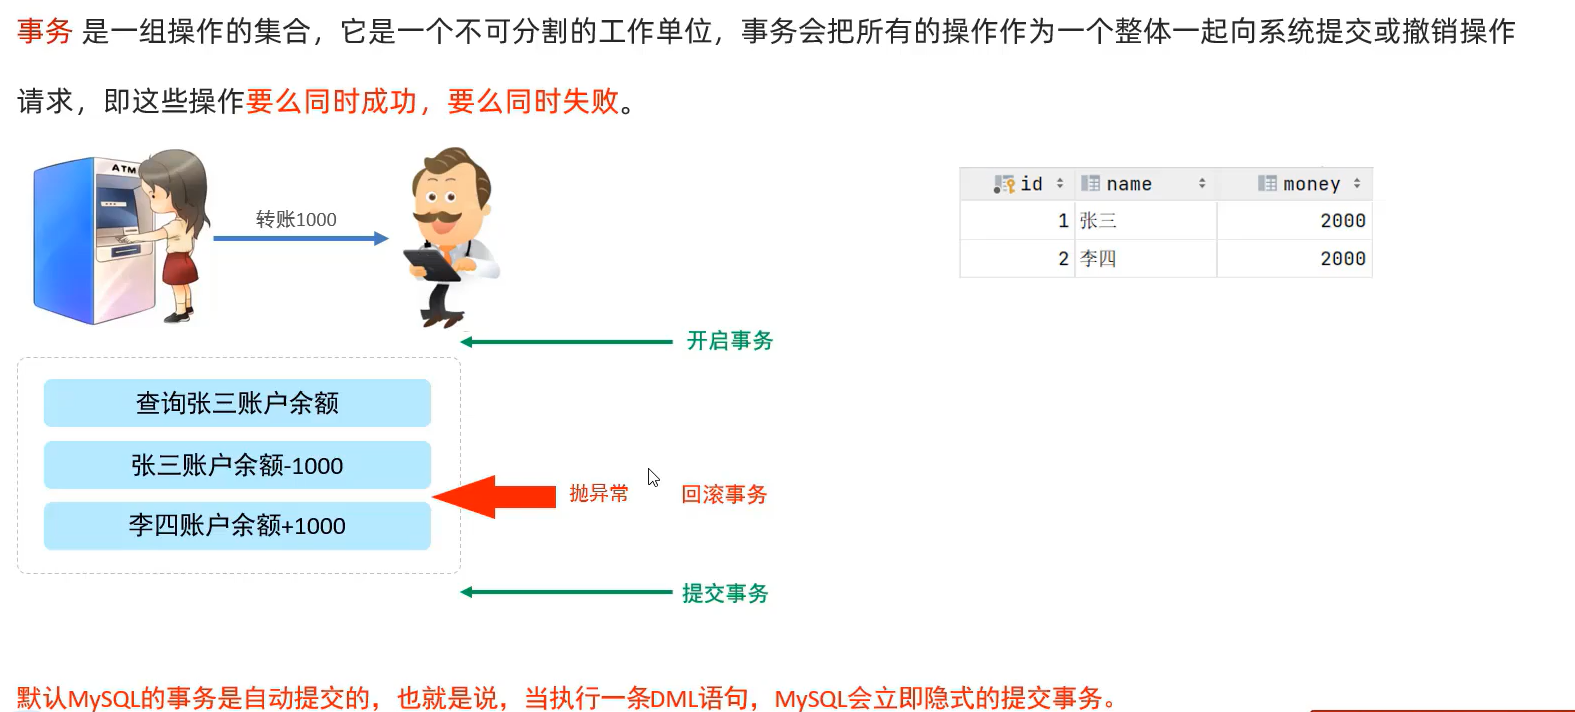 事务 是一组操作的集合，它是一个不可分割的工作单位，事务会把所有的操作作为一个整体一起向系统提交或撤销操作
请求，即这些操作要么同时成功，要么同时失败。
ATM
转账1000
id name money
1 张三 2000
2 李四 2000
开启事务
查询张三账户余额
张三账户余额-1000
抛异常 回滚事务
李四账户余额+1000
提交事务
默认MySQL的事务是自动提交的，也就是说，当执行一条DML语句，MySQL会立即隐式的提交事务。